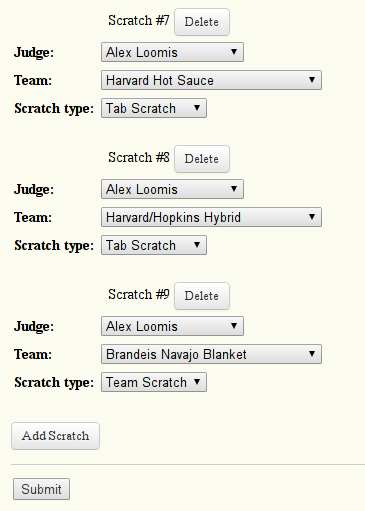 Scratch #7 Delete
Judge: Alex Loomis
Team: Harvard Hot Sauce
Scratch type: Tab Scratch
Scratch #8 Delete
Judge: Alex Loomis
Team: Harvard/Hopkins Hybrid
Scratch type: Tab Scratch
Scratch #9 Delete
Judge: Alex Loomis
Team: Brandeis Navajo Blanket
Scratch type: Team Scratch
Add Scratch
Submit